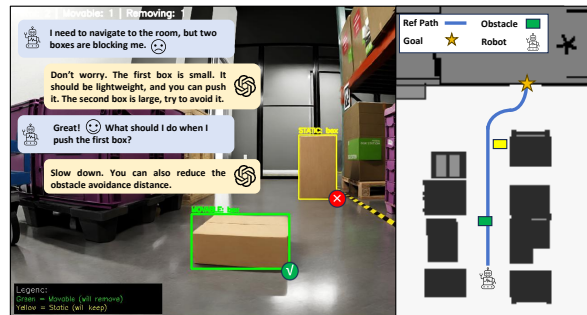 Movable: 1 | Removing: 1
I need to navigate to the room, but two
boxes are blocking me.
Don't worry. The first box is small. It
should be lightweight, and you can push
it. The second box is large, try to avoid it.
Great! What should I do when I
push the first box?
Slow down. You can also reduce the
obstacle avoidance distance.
STATIC: box
MOVABLE: box
Legend:
Green = Movable (will remove)
Yellow = Static (will keep)
Ref Path
Obstacle
Goal
Robot